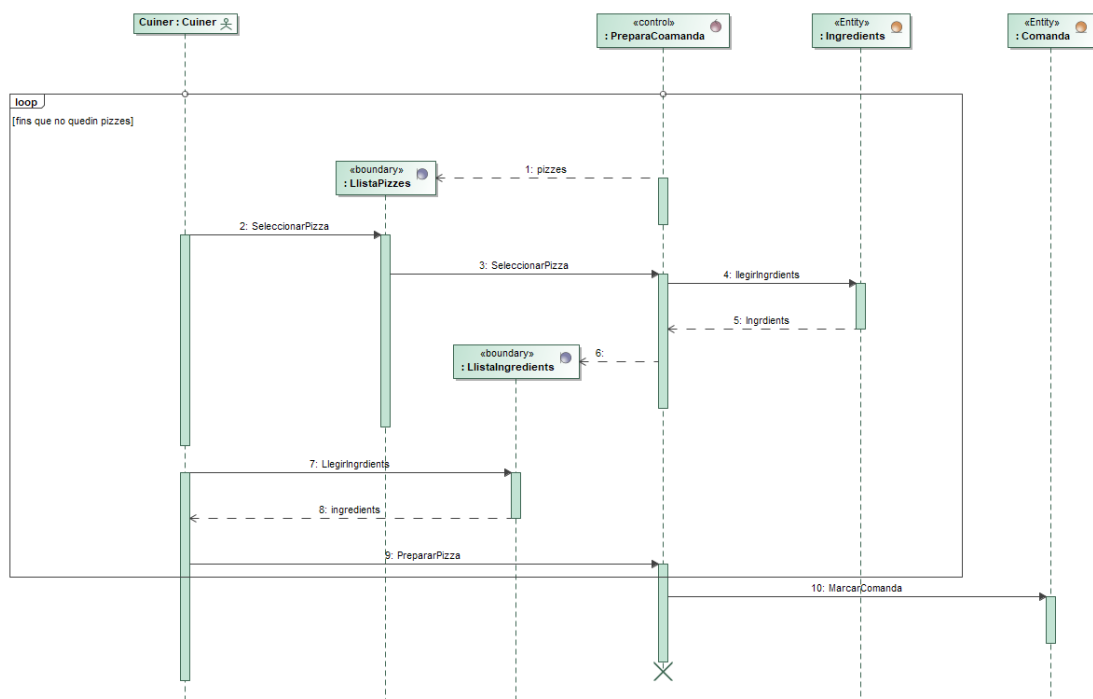 Cuiner : Cuiner
«control»
: PreparaCoamanda
«Entity»
: Ingredients
«Entity»
: Comanda
loop
[fins que no quedin pizzes]
«boundary»
: LlistaPizzes
1: pizzes
2: SeleccionarPizza
3: SeleccionarPizza
4: llegirIngrdients
5: Ingrdients
«boundary»
: LlistaIngredients
6:
7: LlegirIngrdients
8: ingredients
9: PrepararPizza
10: MarcarComanda